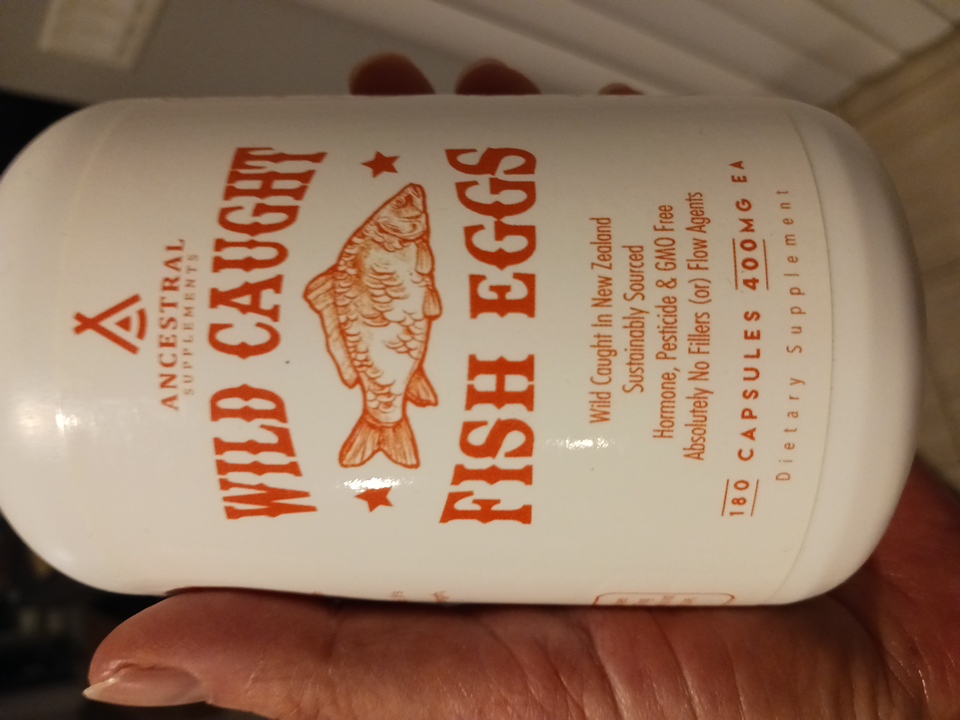 ANCESTRAL
SUPPLEMENTS
WILD CAUGHT
FISH EGGS
Wild Caught In New Zealand
Sustainably Sourced
Hormone, Pesticide & GMO Free
Absolutely No Fillers (or) Flow Agents
180 CAPSULES 400MG EA
Dietary Supplement